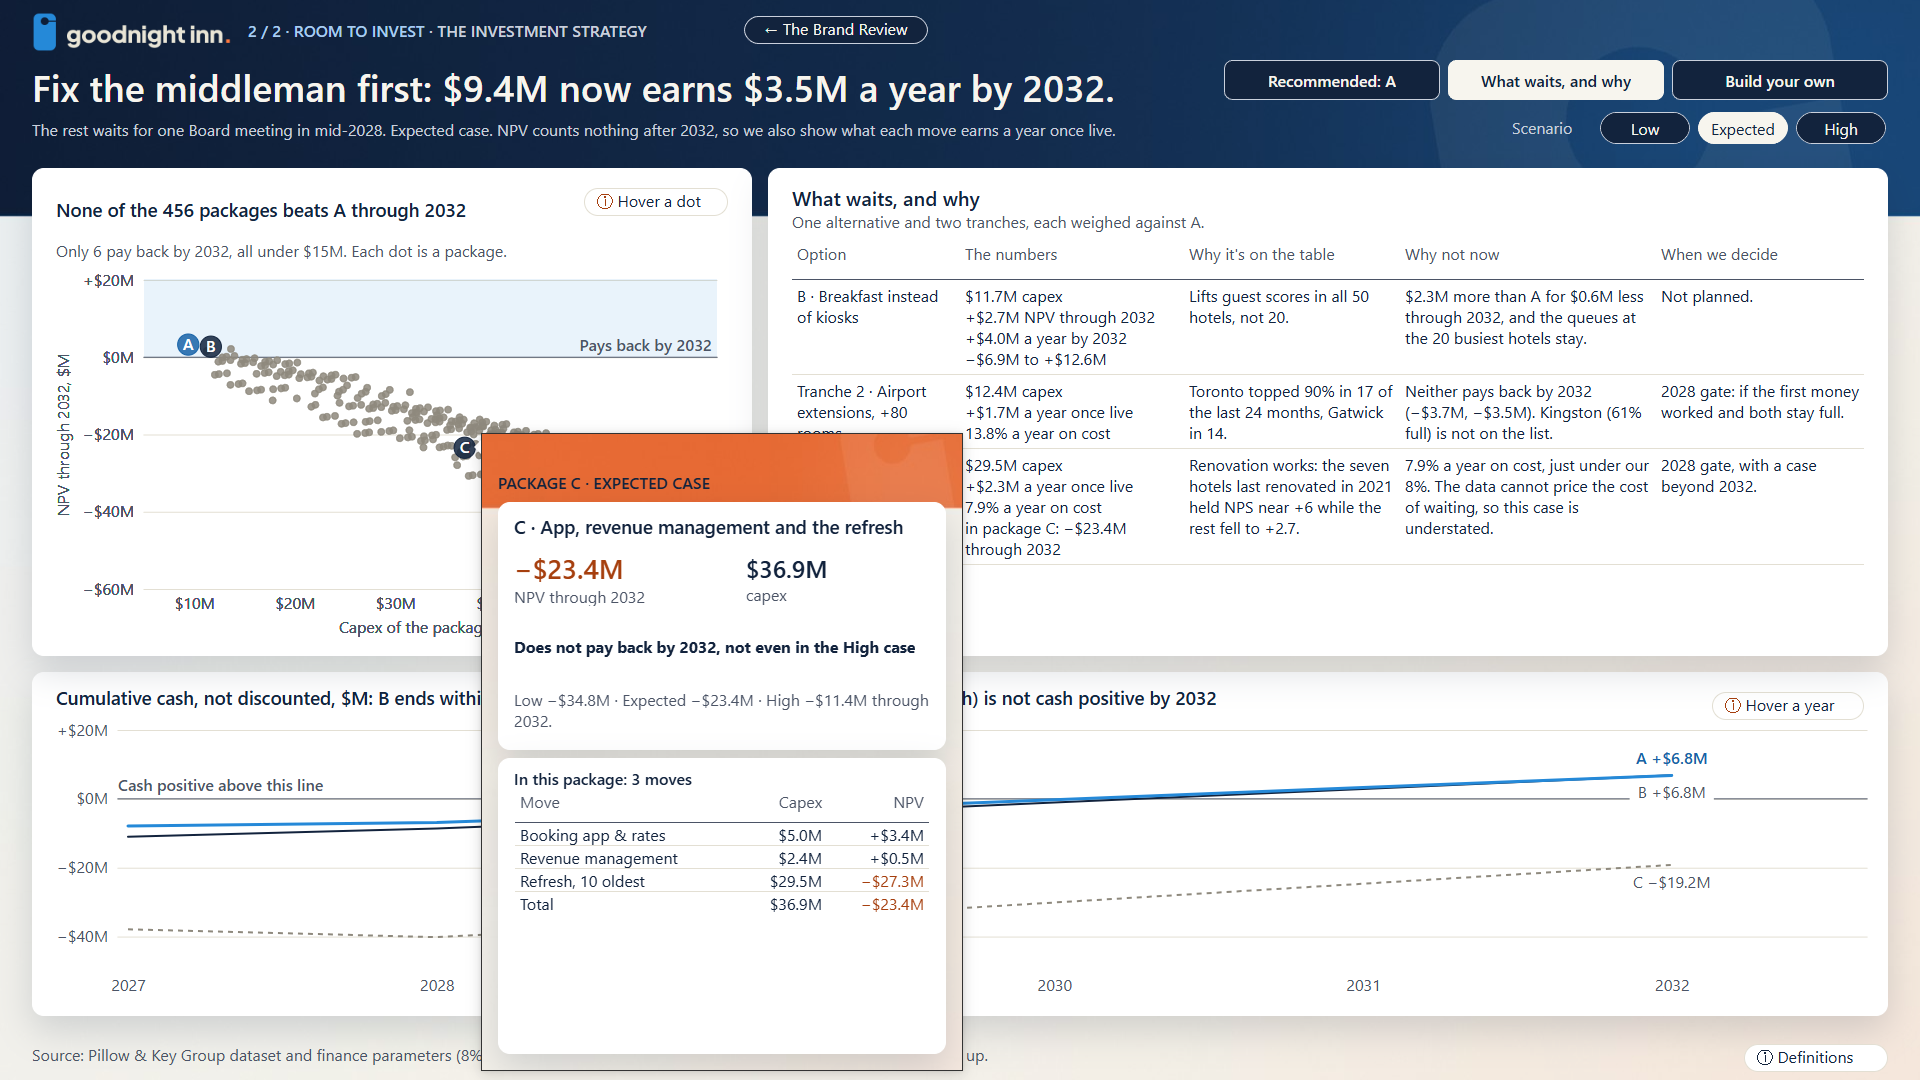 goodnight inn.
2 / 2 · ROOM TO INVEST · THE INVESTMENT STRATEGY
← The Brand Review
Fix the middleman first: $9.4M now earns $3.5M a year by 2032.
The rest waits for one Board meeting in mid-2028. Expected case. NPV counts nothing after 2032, so we also show what each move earns a year once live.
Recommended: A
What waits, and why
Build your own
Scenario
Low
Expected
High
None of the 456 packages beats A through 2032
Hover a dot
Only 6 pay back by 2032, all under $15M. Each dot is a package.
+$20M
$0M
−$20M
−$40M
−$60M
NPV through 2032, $M
Pays back by 2032
A
B
C
$10M
$20M
$30M
Capex of the packag
What waits, and why
One alternative and two tranches, each weighed against A.
Option
The numbers
Why it's on the table
Why not now
When we decide
B · Breakfast instead
of kiosks
$11.7M capex
+$2.7M NPV through 2032
+$4.0M a year by 2032
−$6.9M to +$12.6M
Lifts guest scores in all 50
hotels, not 20.
$2.3M more than A for $0.6M less
through 2032, and the queues at
the 20 busiest hotels stay.
Not planned.
Tranche 2 · Airport
extensions, +80
rooms
$12.4M capex
+$1.7M a year once live
13.8% a year on cost
Toronto topped 90% in 17 of
the last 24 months, Gatwick
in 14.
Neither pays back by 2032
(−$3.7M, −$3.5M). Kingston (61%
full) is not on the list.
2028 gate: if the first money
worked and both stay full.
$29.5M capex
+$2.3M a year once live
7.9% a year on cost
in package C: −$23.4M
through 2032
Renovation works: the seven
hotels last renovated in 2021
held NPS near +6 while the
rest fell to +2.7.
7.9% a year on cost, just under our
8%. The data cannot price the cost
of waiting, so this case is
understated.
2028 gate, with a case
beyond 2032.
PACKAGE C · EXPECTED CASE
C · App, revenue management and the refresh
−$23.4M
NPV through 2032
$36.9M
capex
Does not pay back by 2032, not even in the High case
Low −$34.8M · Expected −$23.4M · High −$11.4M through
2032.
In this package: 3 moves
Move Capex NPV
Booking app & rates $5.0M +$3.4M
Revenue management $2.4M +$0.5M
Refresh, 10 oldest $29.5M −$27.3M
Total $36.9M −$23.4M
Cumulative cash, not discounted, $M: B ends withi
h) is not cash positive by 2032
Hover a year
+$20M
$0M
−$20M
−$40M
Cash positive above this line
A +$6.8M
B +$6.8M
C −$19.2M
2027
2028
2030
2031
2032
Source: Pillow & Key Group dataset and finance parameters (8%
up.
Definitions